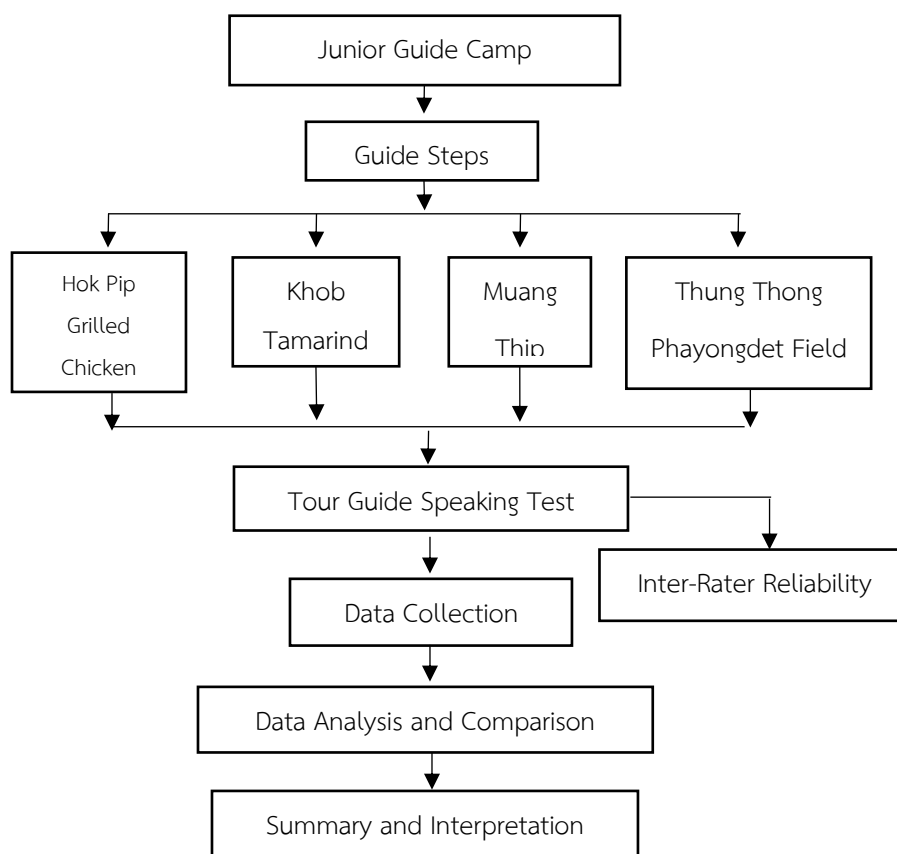 Junior Guide Camp
Guide Steps
Hok Pip
Grilled
Chicken
Khob
Tamarind
Muang
Thip
Thung Thong
Phayongdet Field
Tour Guide Speaking Test
Inter-Rater Reliability
Data Collection
Data Analysis and Comparison
Summary and Interpretation